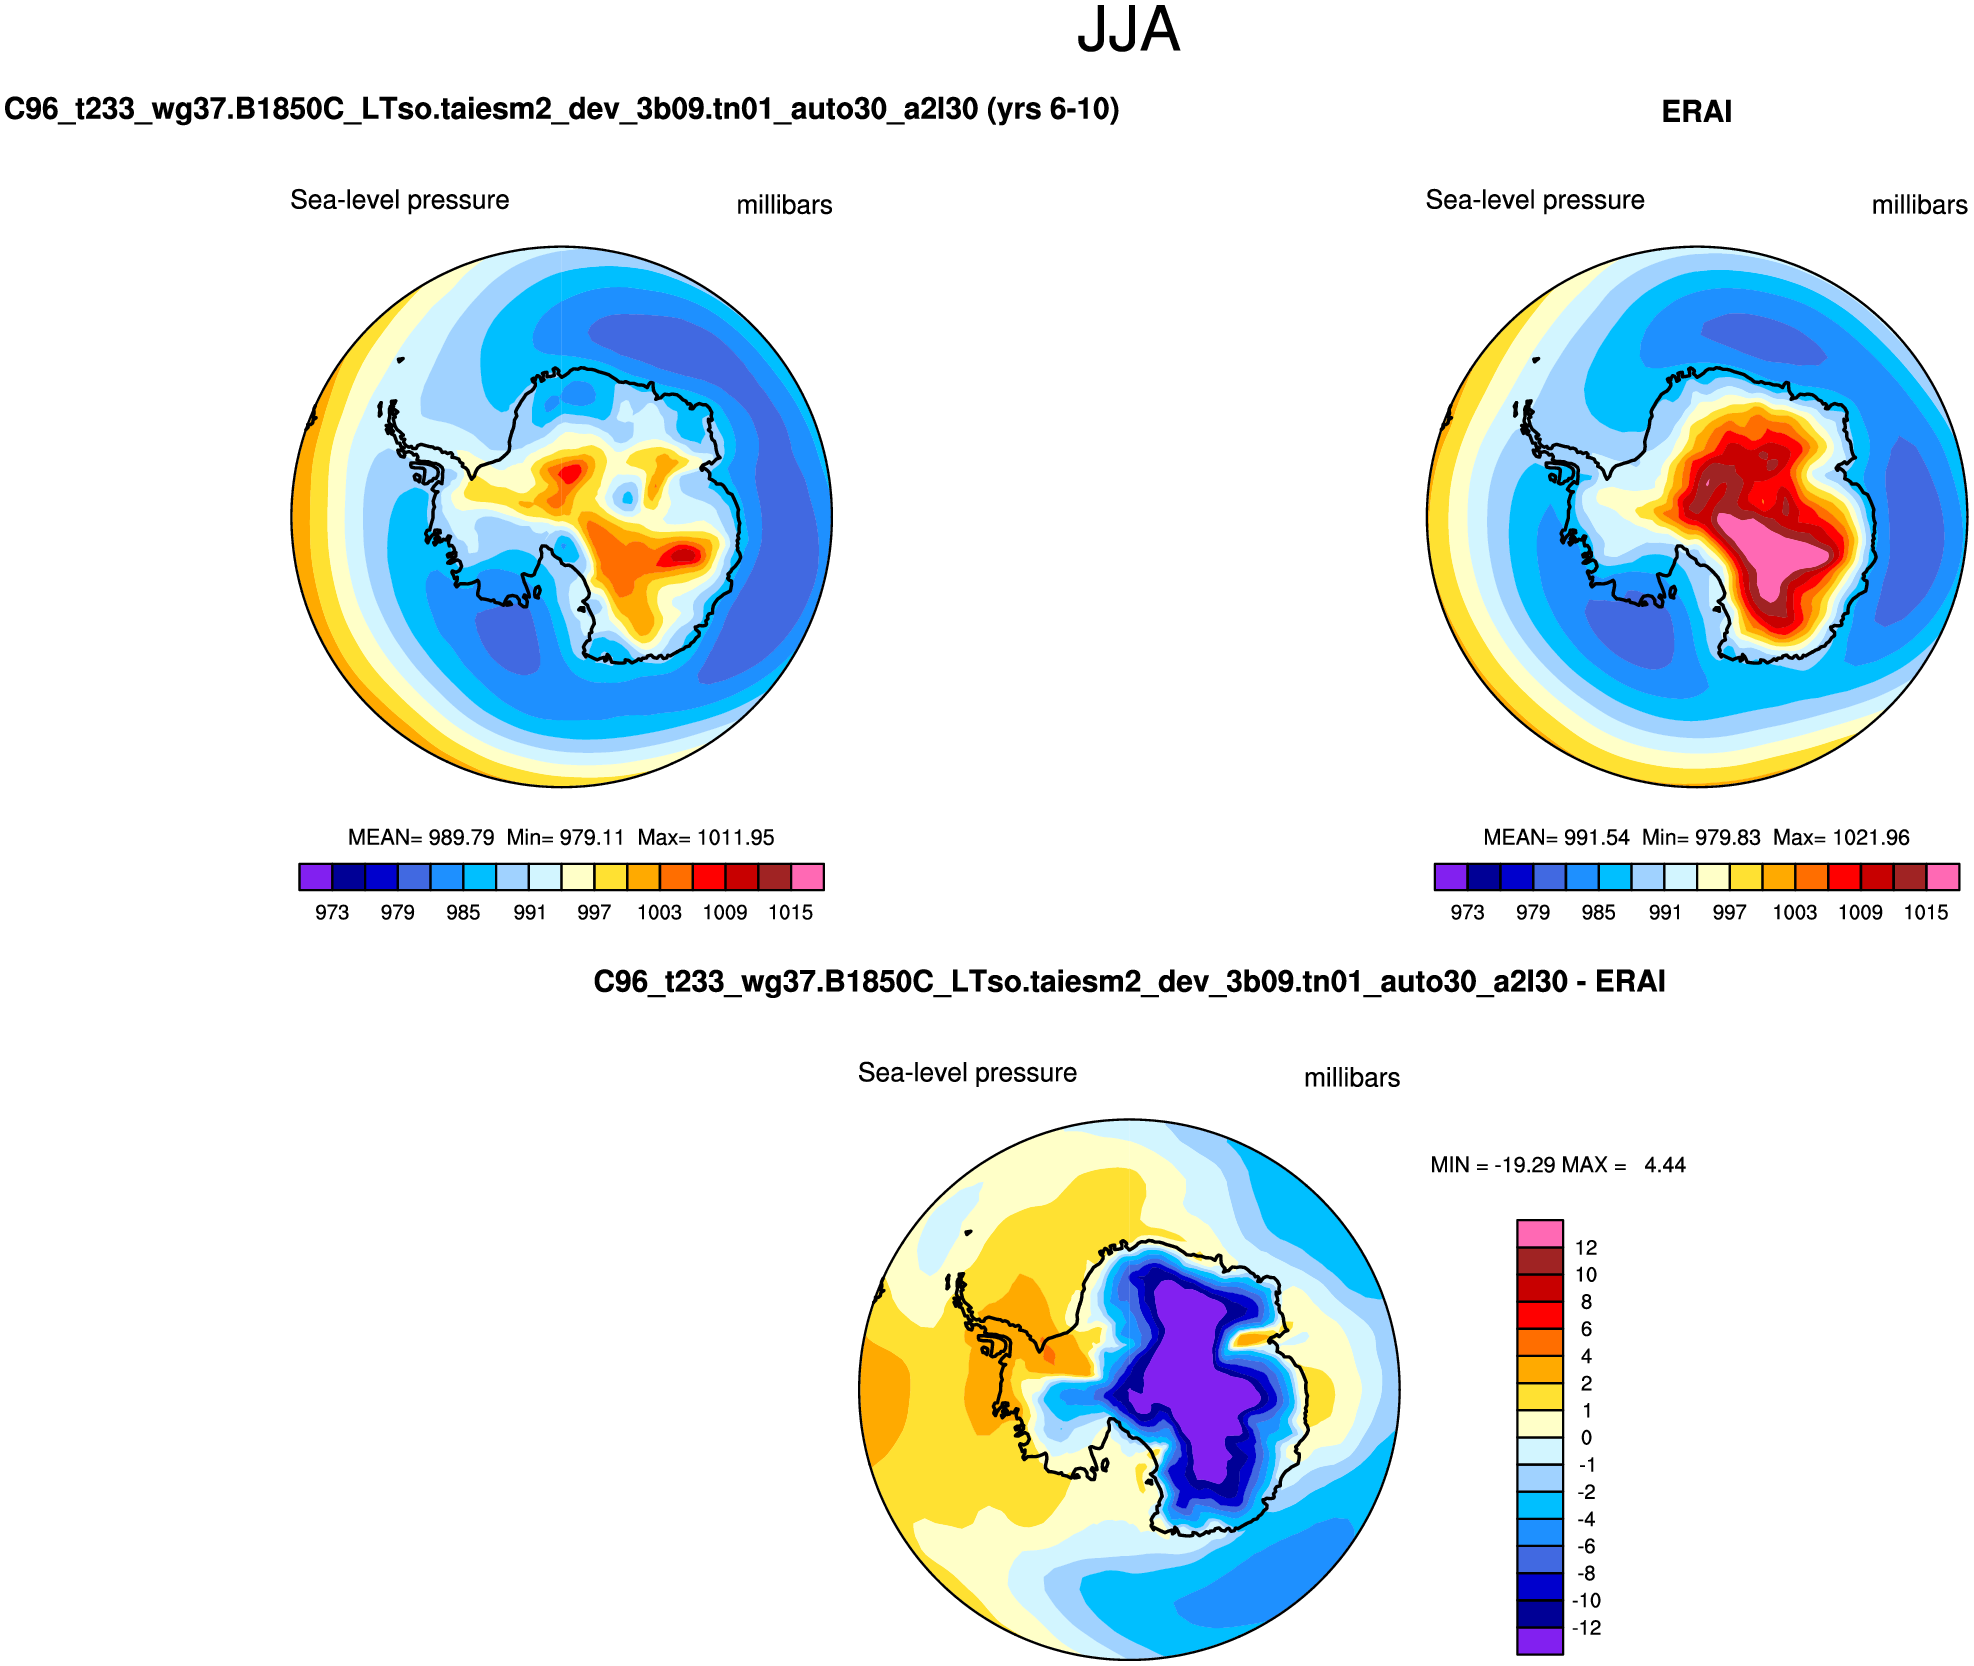 JJA
C96_t233_wg37.B1850C_LTso.taiesm2_dev_3b09.tn01_auto30_a2l30 (yrs 6-10)
ERAI
Sea-level pressure millibars
Sea-level pressure millibars
MEAN= 989.79 Min= 979.11 Max= 1011.95
973 979 985 991 997 1003 1009 1015
MEAN= 991.54 Min= 979.83 Max= 1021.96
973 979 985 991 997 1003 1009 1015
C96_t233_wg37.B1850C_LTso.taiesm2_dev_3b09.tn01_auto30_a2l30 - ERAI
Sea-level pressure millibars
MIN = -19.29 MAX = 4.44
12
10
8
6
4
2
1
0
-1
-2
-4
-6
-8
-10
-12